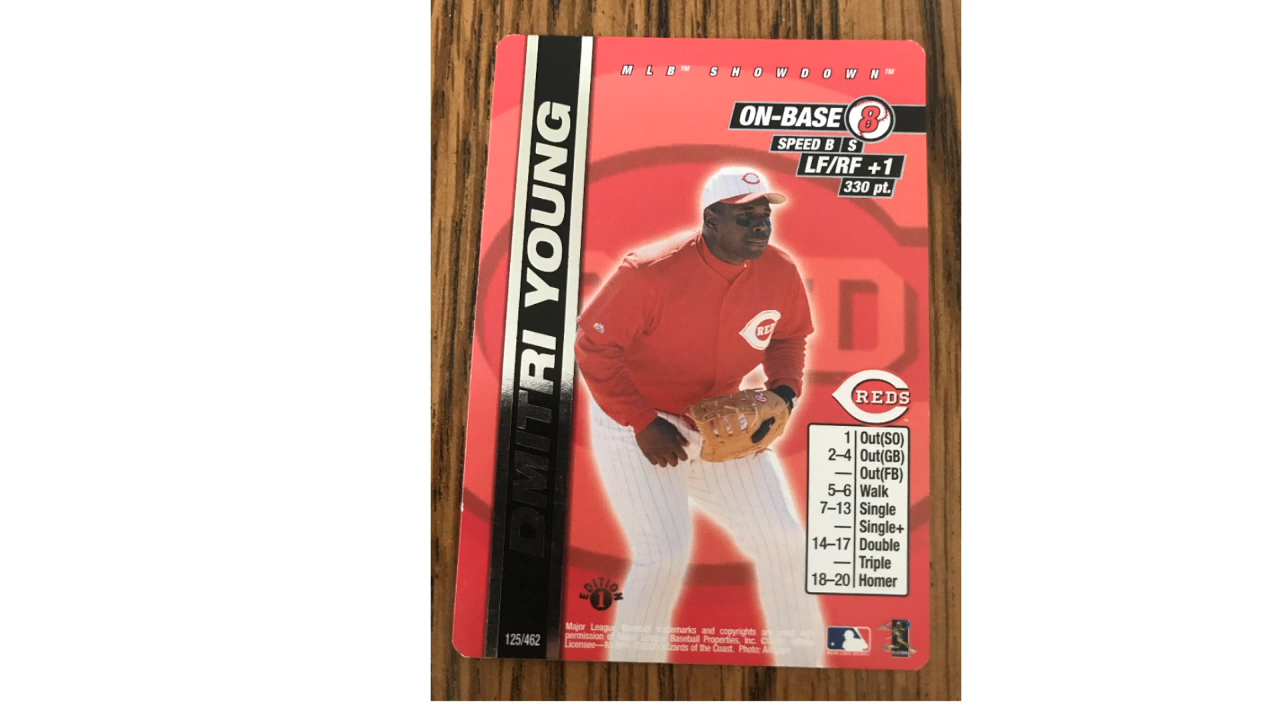 MLB™ SHOWDOWN™
DMITRI YOUNG
ON-BASE 8
SPEED B S
LF/RF +1
330 pt.
REDS
REDS
1 Out(SO)
2–4 Out(GB)
— Out(FB)
5–6 Walk
7–13 Single
— Single+
14–17 Double
— Triple
18–20 Homer
EDITION
1
125/462
Major League Baseball trademarks and copyrights are used with
permission of Major League Baseball Properties, Inc.
Licensee— Wizards of the Coast. Photo: